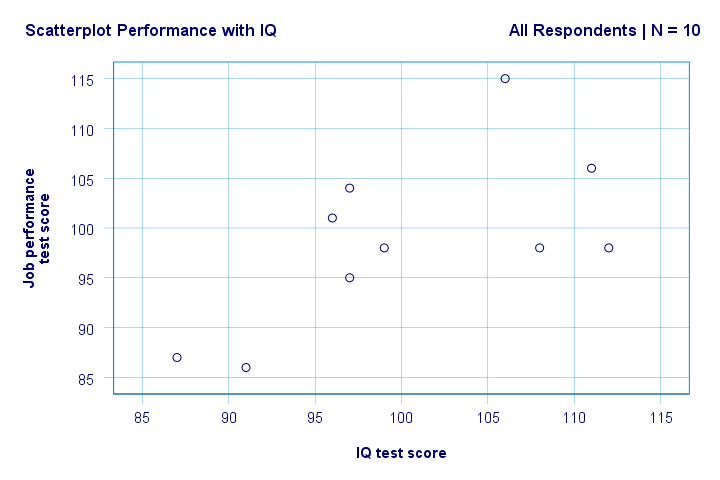 Scatterplot Performance with IQ
All Respondents | N = 10
Job performance
test score
115
110
105
100
95
90
85
85 90 95 100 105 110 115
IQ test score